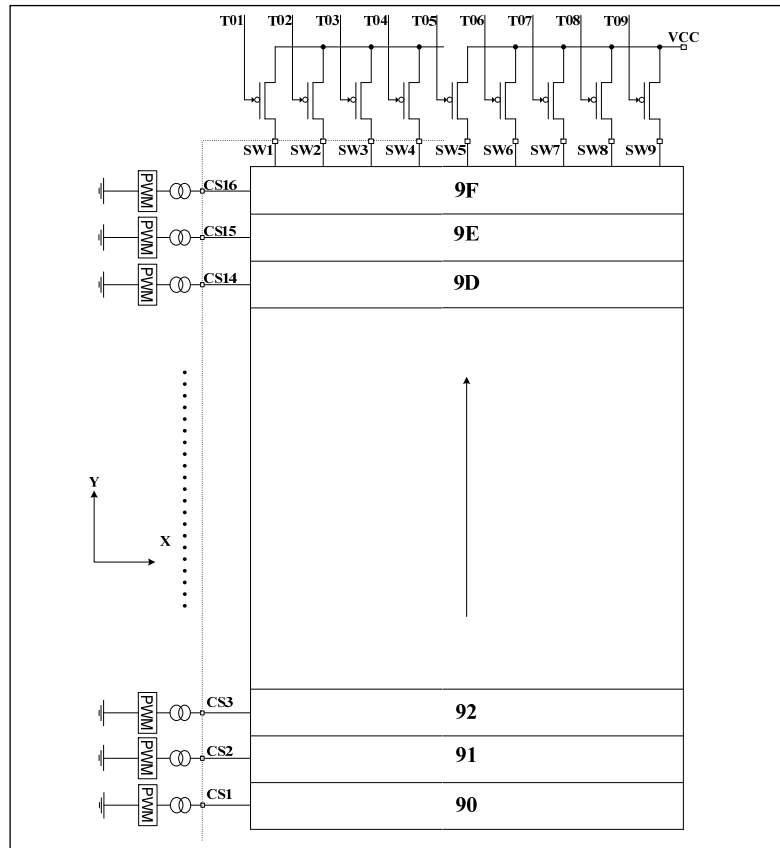 T01 T02 T03 T04 T05 T06 T07 T08 T09
VCC
SW1 SW2 SW3 SW4 SW5 SW6 SW7 SW8 SW9
PWM CS16 9F
PWM CS15 9E
PWM CS14 9D
Y
X
PWM CS3 92
PWM CS2 91
PWM CS1 90